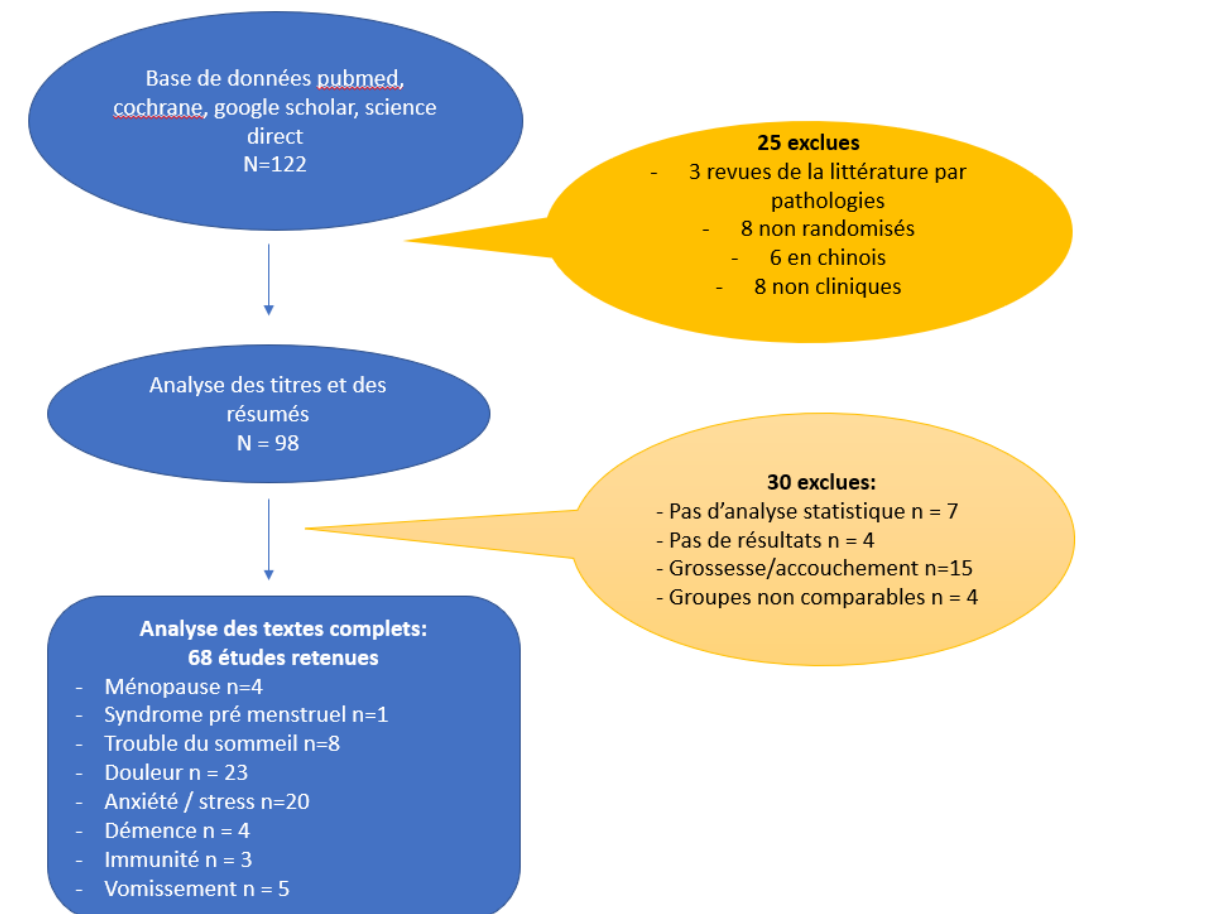 Base de données pubmed,
cochrane, google scholar, science
direct
N=122
25 exclues
- 3 revues de la littérature par
pathologies
- 8 non randomisés
- 6 en chinois
- 8 non cliniques
Analyse des titres et des
résumés
N = 98
30 exclues:
- Pas d’analyse statistique n = 7
- Pas de résultats n = 4
- Grossesse/accouchement n=15
- Groupes non comparables n = 4
Analyse des textes complets:
68 études retenues
- Ménopause n=4
- Syndrome pré menstruel n=1
- Trouble du sommeil n=8
- Douleur n = 23
- Anxiété / stress n=20
- Démence n = 4
- Immunité n = 3
- Vomissement n = 5